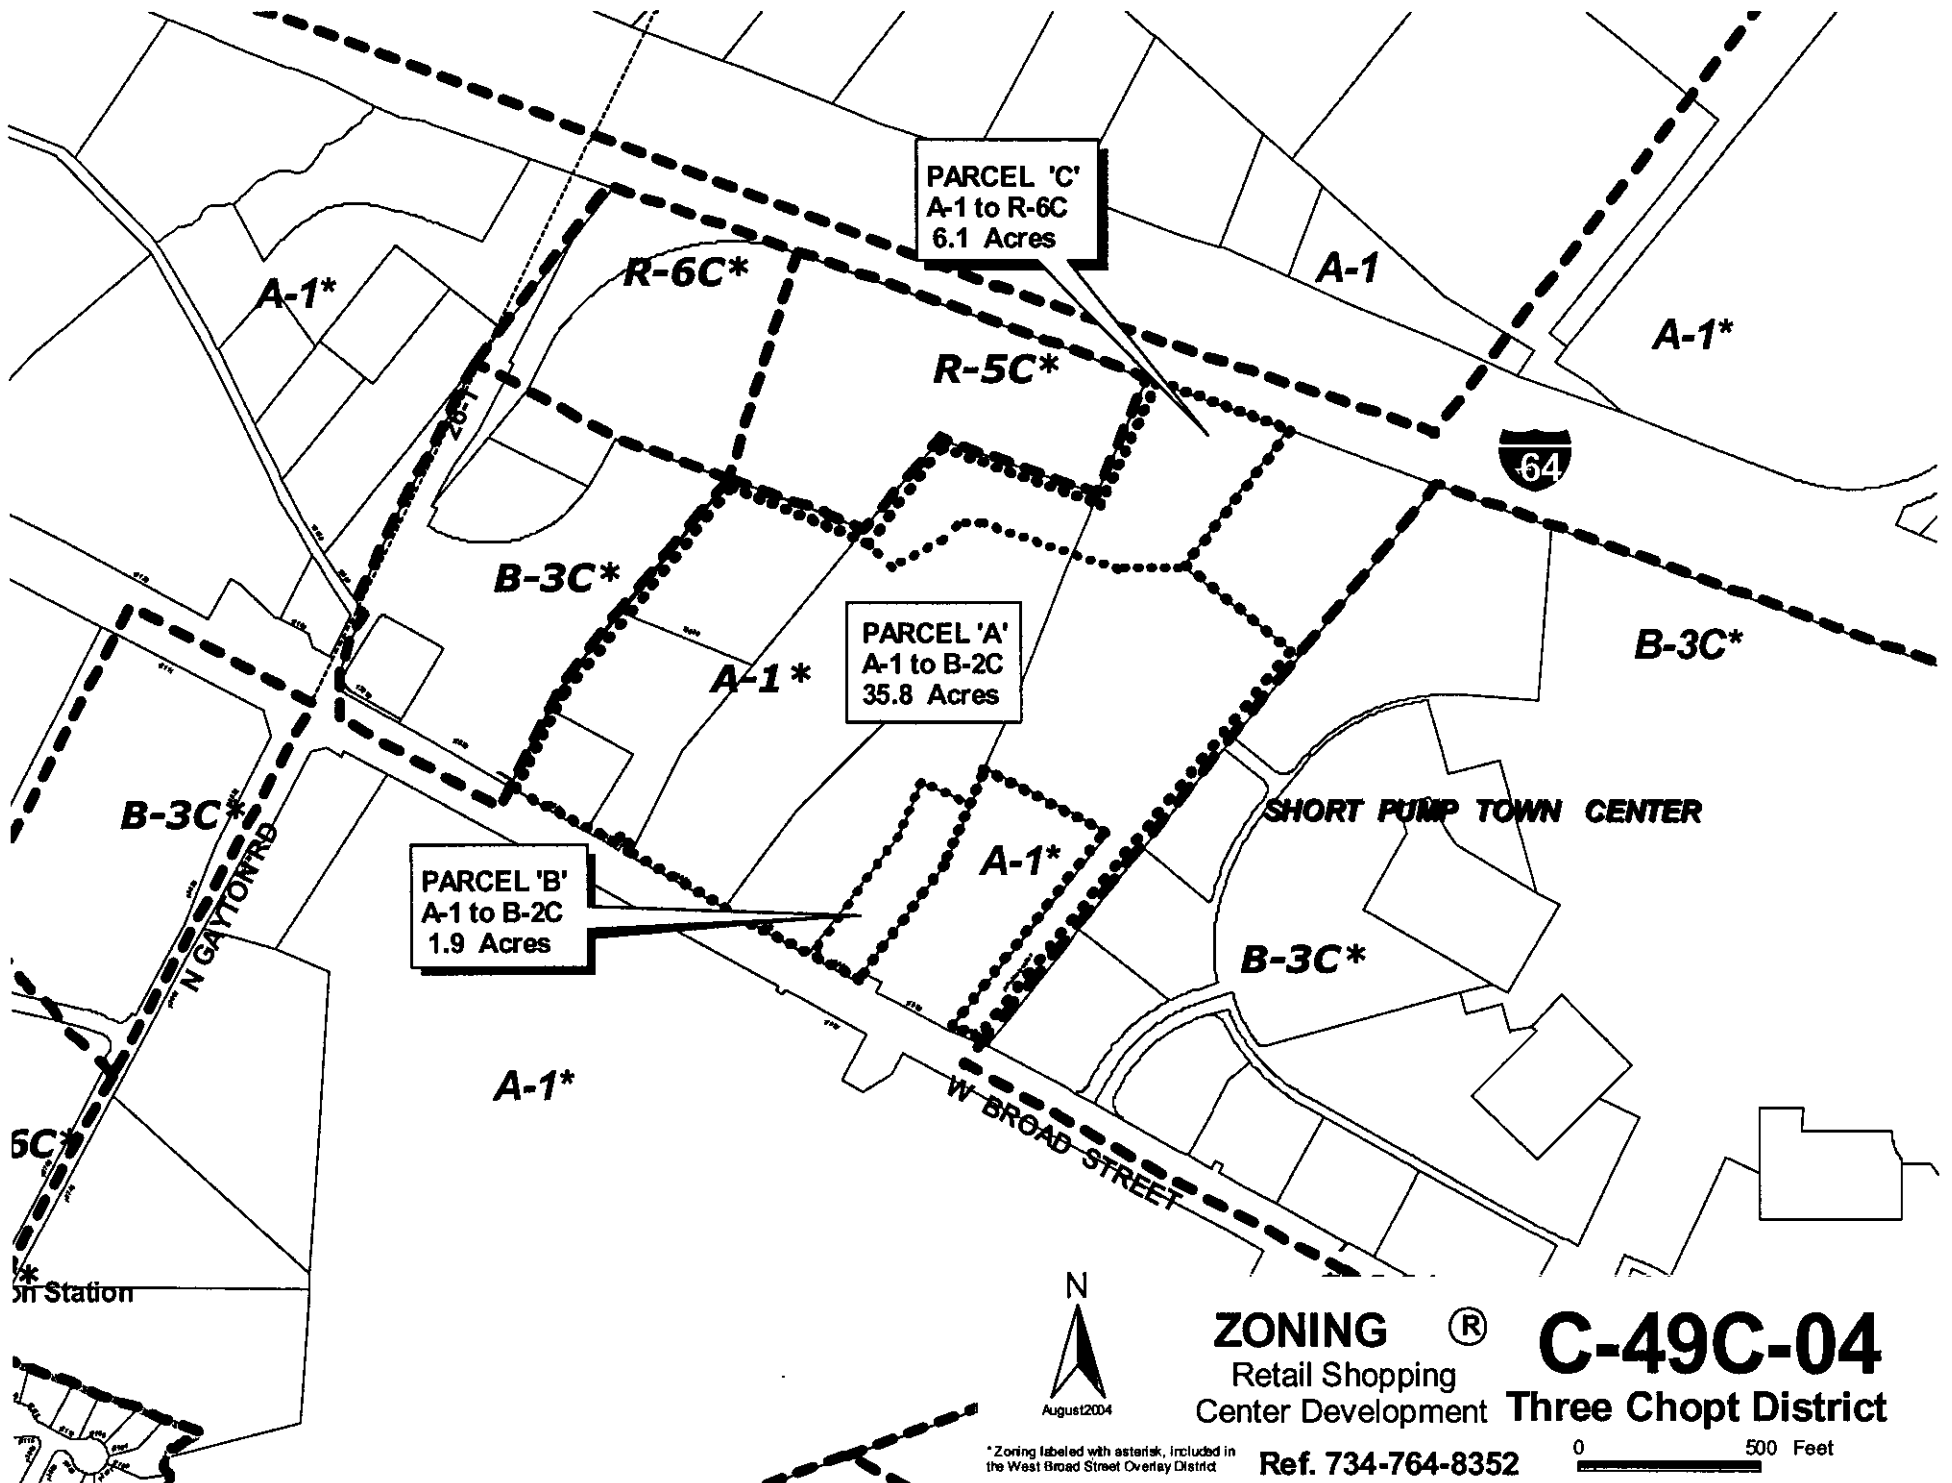 PARCEL 'C'
A-1 to R-6C
6.1 Acres
R-6C*
A-1*
A-1
A-1*
R-5C*
26-1
64
B-3C*
PARCEL 'A'
A-1 to B-2C
35.8 Acres
B-3C*
A-1*
B-3C*
SHORT PUMP TOWN CENTER
N GAYTON RD
PARCEL 'B'
A-1 to B-2C
1.9 Acres
A-1*
B-3C*
A-1*
W BROAD STREET
6C*
*
on Station
N
August2004
ZONING ®
Retail Shopping
Center Development
C-49C-04
Three Chopt District
*Zoning labeled with asterisk, included in
the West Broad Street Overlay District
Ref. 734-764-8352
0 500 Feet